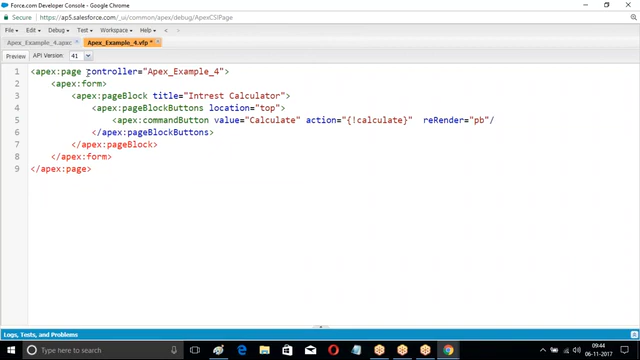 Force.com Developer Console - Google Chrome
Secure https://ap5.salesforce.com/_ui/common/apex/debug/ApexCSIPage
File Edit Debug Test Workspace Help < >
Apex_Example_4.apxc × Apex_Example_4.vfp * ×
Preview API Version: 41
1 <apex:page controller="Apex_Example_4">
2 <apex:form>
3 <apex:pageBlock title="Intrest Calculator">
4 <apex:pageBlockButtons location="top">
5 <apex:commandButton value="Calculate" action="{!calculate}" reRender="pb"/
6 </apex:pageBlockButtons>
7 </apex:pageBlock>
8 </apex:form>
9 </apex:page>
Logs, Tests, and Problems
Type here to search
09:44
06-11-2017